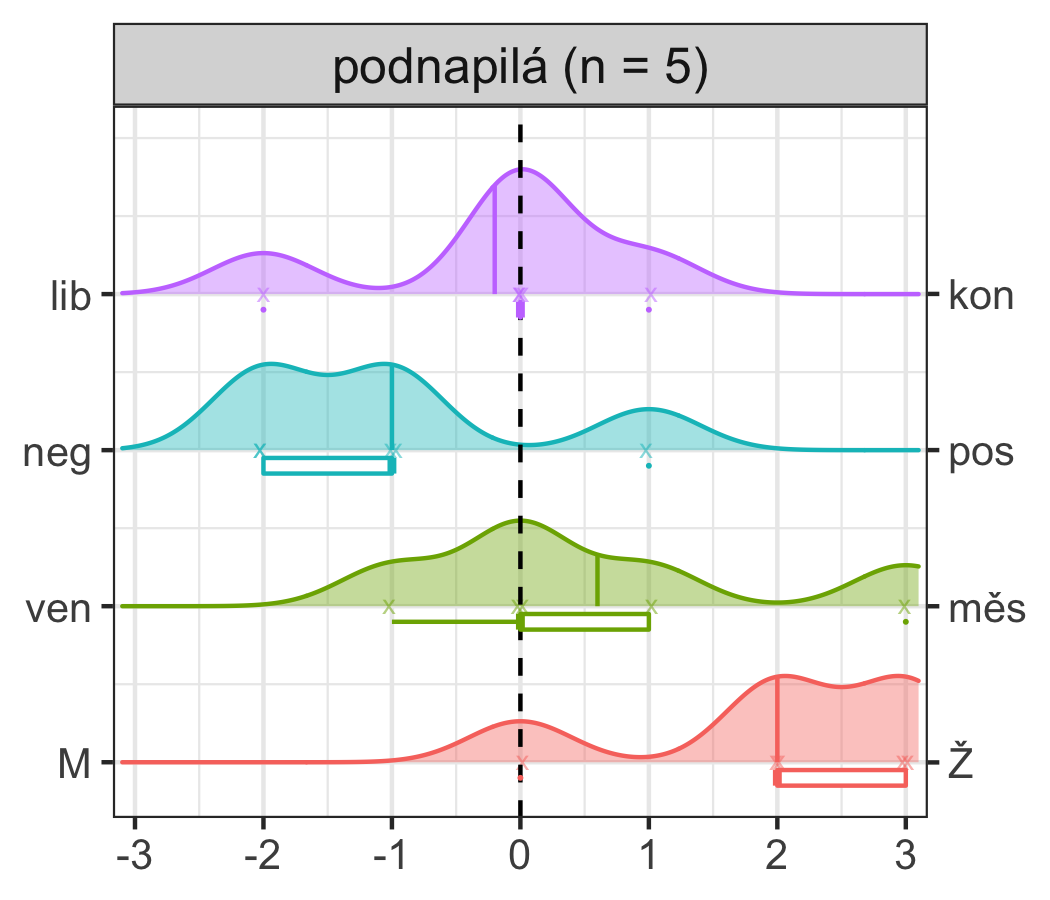 podnapilá (n = 5)
lib kon
neg pos
ven měs
M Ž
-3 -2 -1 0 1 2 3